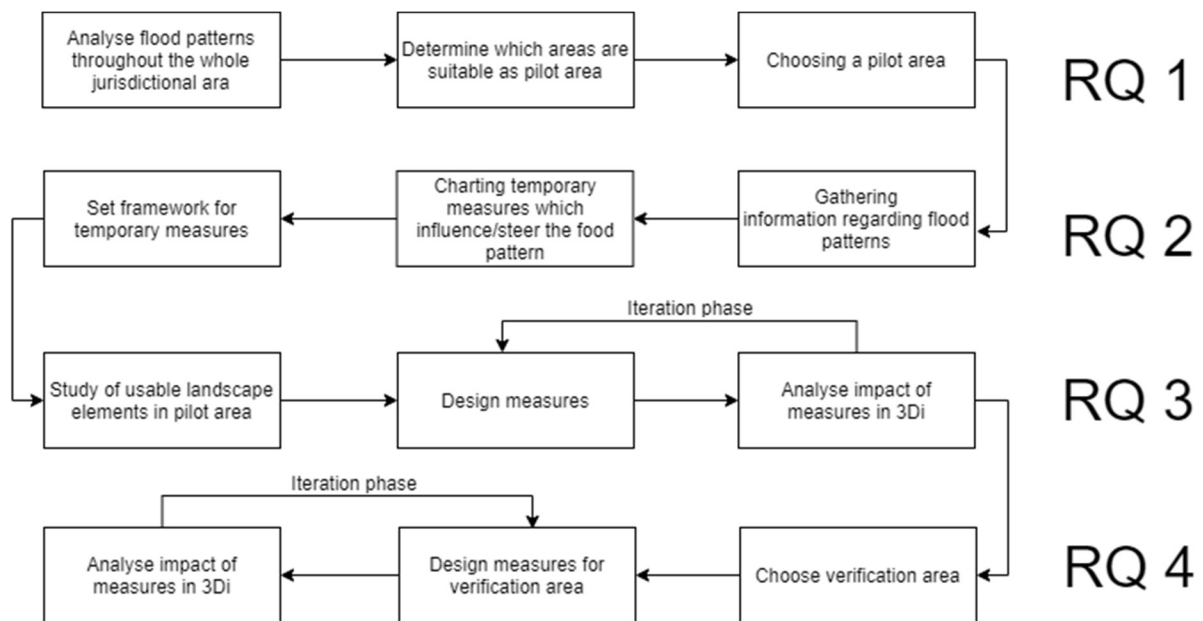 Analyse flood patterns
throughout the whole
jurisdictional ara
Determine which areas are
suitable as pilot area
Choosing a pilot area
RQ 1
Gathering
information regarding flood
patterns
Charting temporary
measures which
influence/steer the food
pattern
Set framework for
temporary measures
RQ 2
Iteration phase
Study of usable landscape
elements in pilot area
Design measures
Analyse impact of
measures in 3Di
RQ 3
Iteration phase
Choose verification area
Design measures for
verification area
Analyse impact of
measures in 3Di
RQ 4